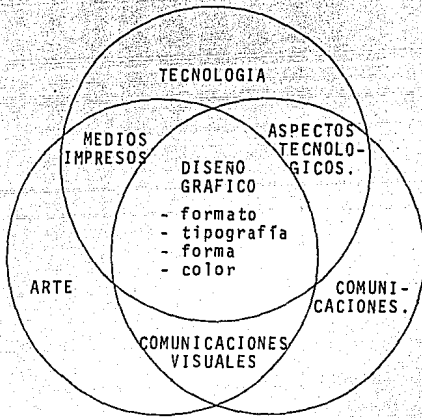 TECNOLOGIA
MEDIOS
IMPRESOS
ASPECTOS
TECNOLO-
GICOS.
DISEÑO
GRAFICO
- formato
- tipografía
- forma
- color
ARTE
COMUNI-
CACIONES.
COMUNICACIONES
VISUALES